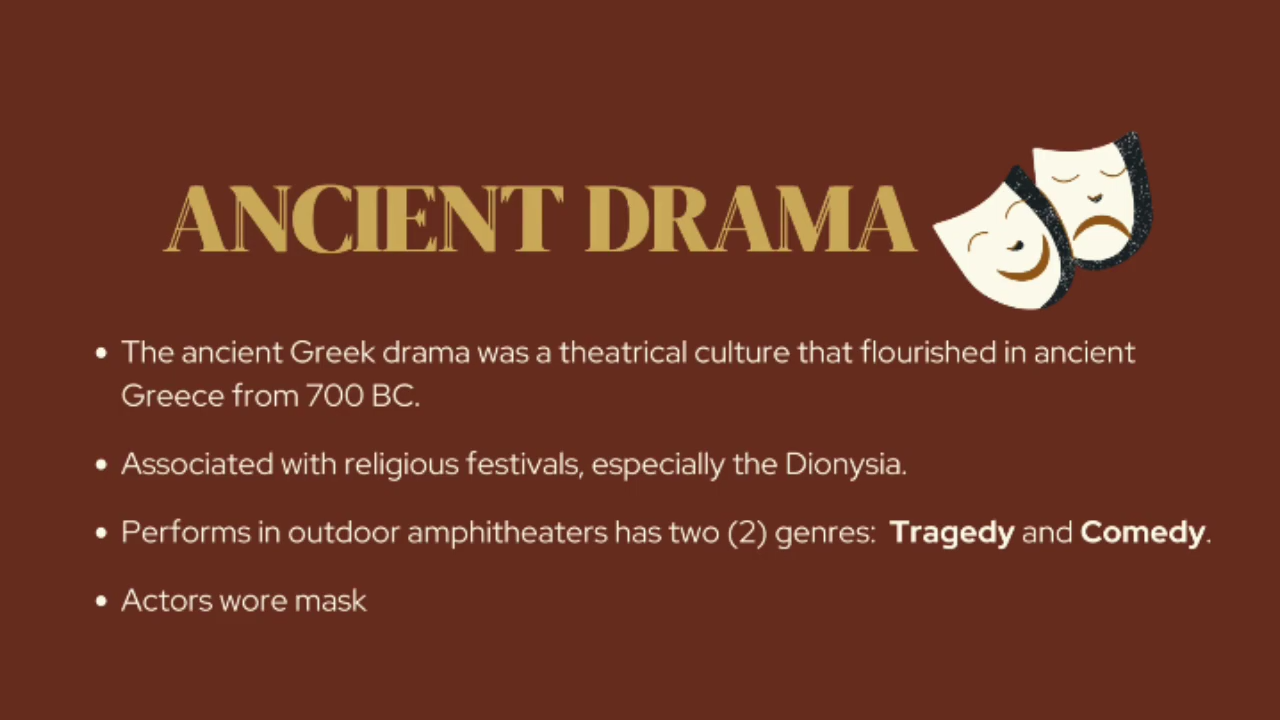 ANCIENT DRAMA
• The ancient Greek drama was a theatrical culture that flourished in ancient
Greece from 700 BC.
• Associated with religious festivals, especially the Dionysia.
• Performs in outdoor amphitheaters has two (2) genres: Tragedy and Comedy.
• Actors wore mask